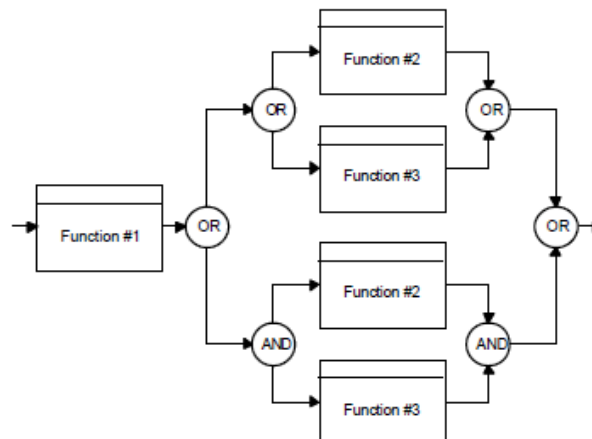 Function #2
OR
OR
Function #3
Function #1
OR
OR
Function #2
AND
AND
Function #3